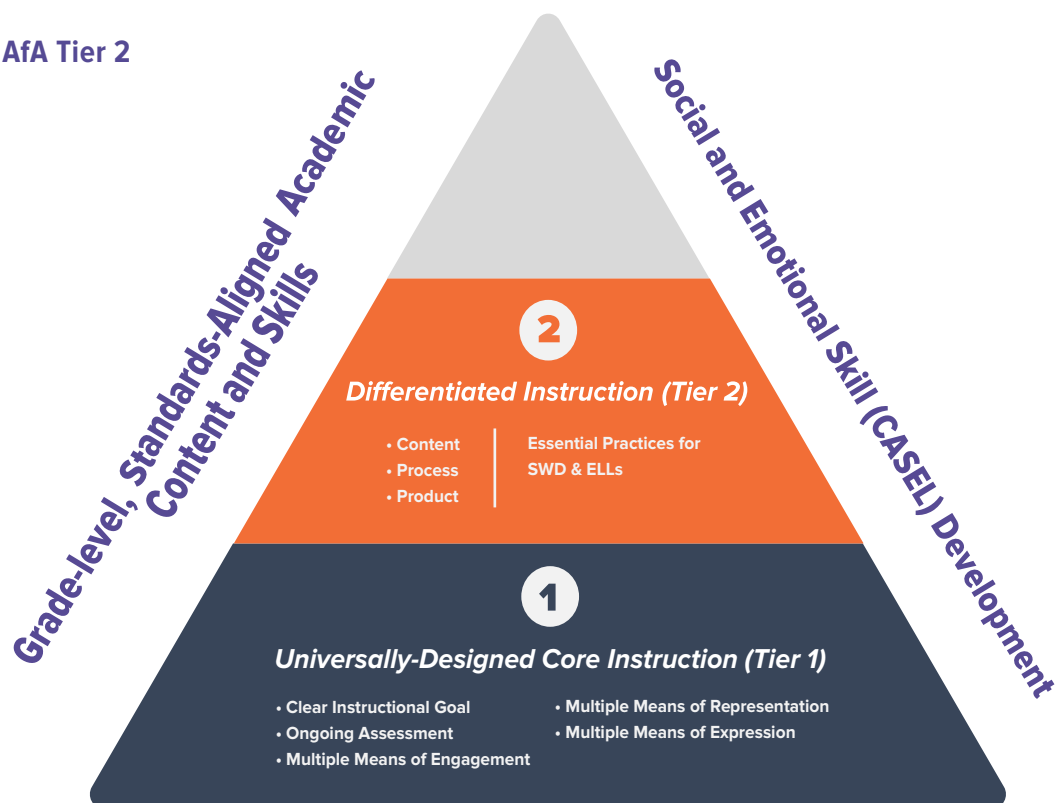 AfA Tier 2
Grade-level, Standards-Aligned Academic
Content and Skills
Social and Emotional Skill (CASEL) Development
2
Differentiated Instruction (Tier 2)
• Content
• Process
• Product
Essential Practices for
SWD & ELLs
1
Universally-Designed Core Instruction (Tier 1)
• Clear Instructional Goal
• Ongoing Assessment
• Multiple Means of Engagement
• Multiple Means of Representation
• Multiple Means of Expression